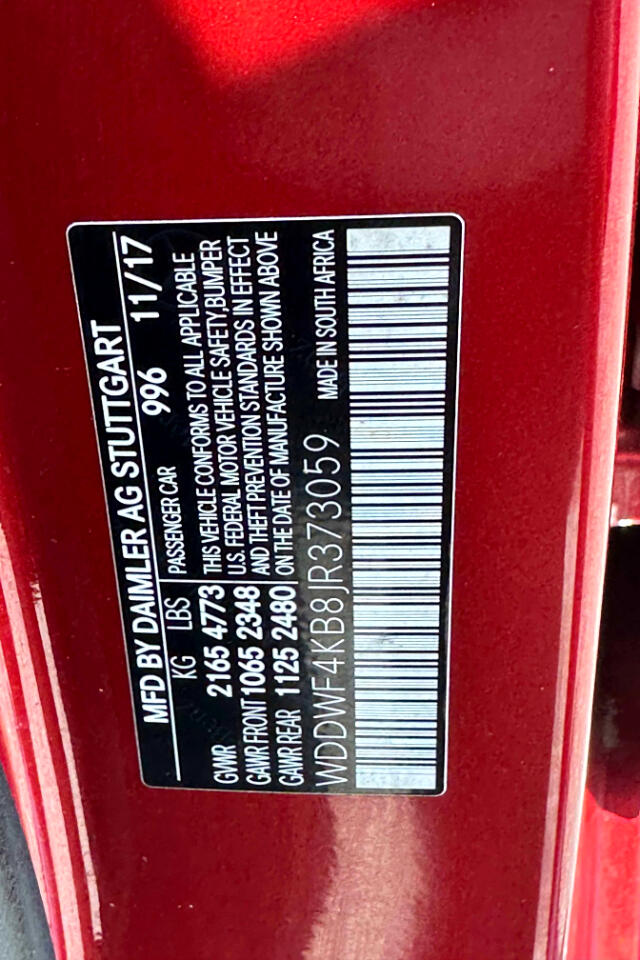 MFD BY DAIMLER AG STUTTGART
KG LBS PASSENGER CAR 996 11/17
GVWR 2165 4773
GAWR FRONT 1065 2348
GAWR REAR 1125 2480
THIS VEHICLE CONFORMS TO ALL APPLICABLE
U.S. FEDERAL MOTOR VEHICLE SAFETY,BUMPER
AND THEFT PREVENTION STANDARDS IN EFFECT
ON THE DATE OF MANUFACTURE SHOWN ABOVE
WDDWF4KB8JR373059 MADE IN SOUTH AFRICA